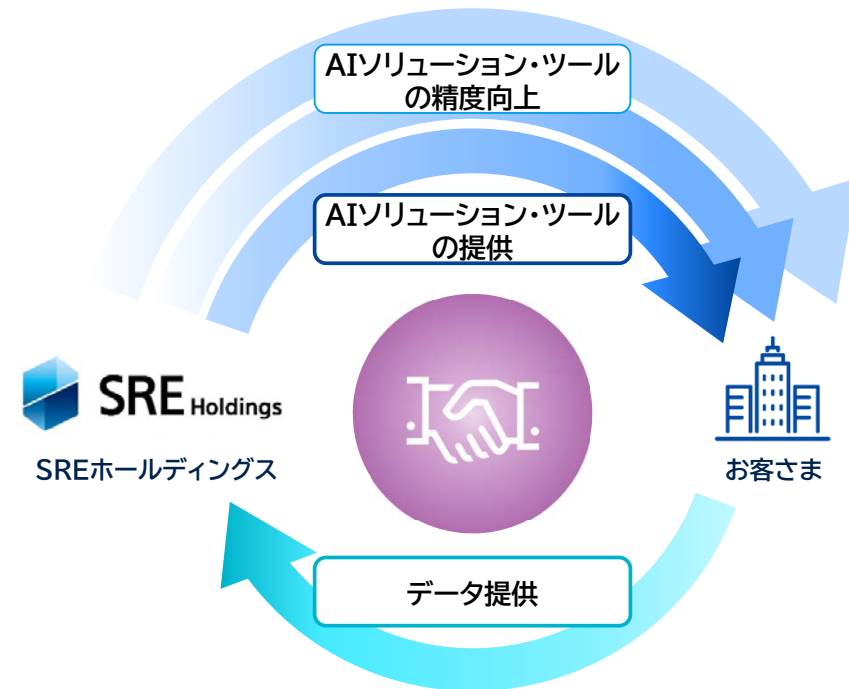 AIソリューション・ツール
の精度向上
AIソリューション・ツール
の提供
SRE Holdings
SREホールディングス
お客さま
データ提供